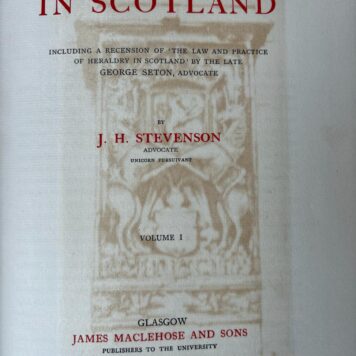 IN SCOTLAND
INCLUDING A RECENSION OF 'THE LAW AND PRACTICE
OF HERALDRY IN SCOTLAND' BY THE LATE
GEORGE SETON, ADVOCATE
BY
J. H. STEVENSON
ADVOCATE
UNICORN PURSUIVANT
VOLUME I
GLASGOW
JAMES MACLEHOSE AND SONS
PUBLISHERS TO THE UNIVERSITY